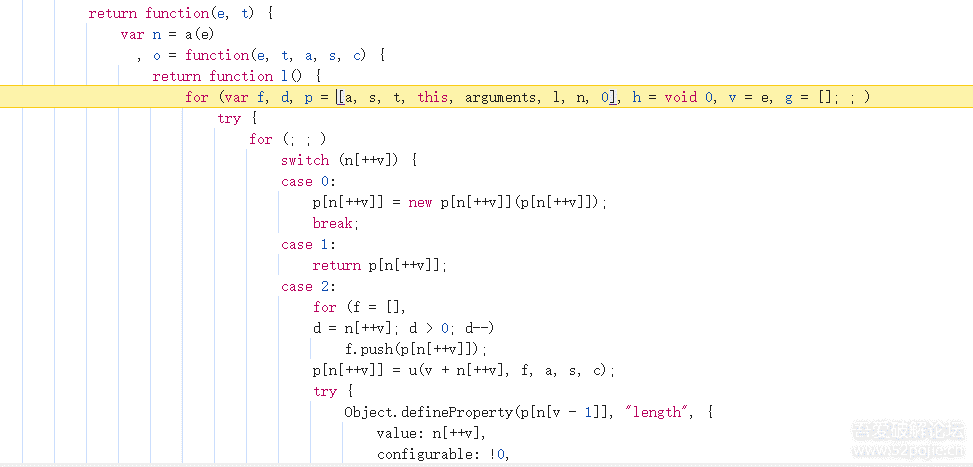 return function(e, t) {
var n = a(e)
, o = function(e, t, a, s, c) {
return function l() {
for (var f, d, p = [a, s, t, this, arguments, l, n, 0], h = void 0, v = e, g = []; ; )
try {
for (; ; )
switch (n[++v]) {
case 0:
p[n[++v]] = new p[n[++v]](p[n[++v]]);
break;
case 1:
return p[n[++v]];
case 2:
for (f = [],
d = n[++v]; d > 0; d--)
f.push(p[n[++v]]);
p[n[++v]] = u(v + n[++v], f, a, s, c);
try {
Object.defineProperty(p[n[v - 1]], "length", {
value: n[++v],
configurable: !0,
吾爱破解论坛
www.52pojie.cn